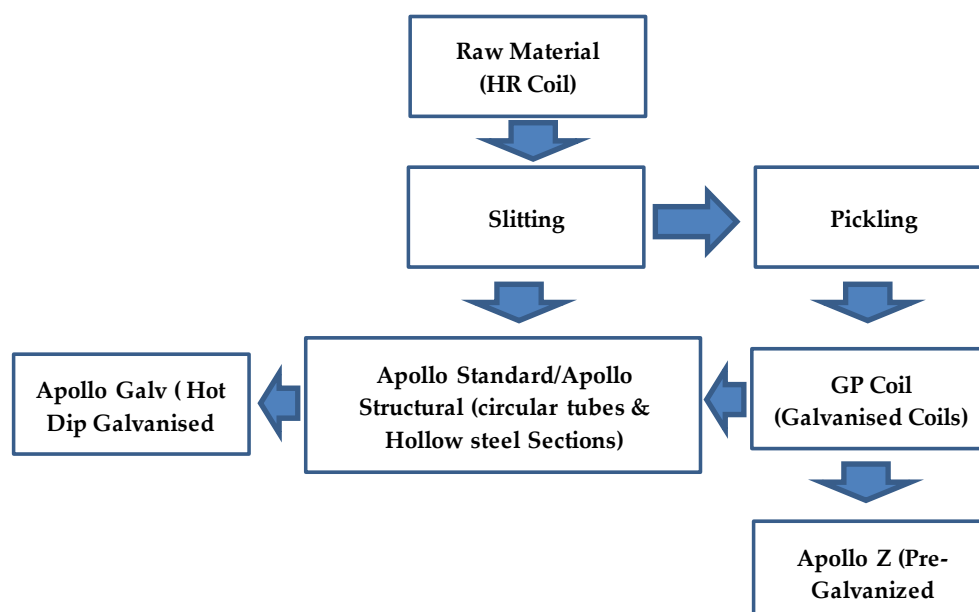 Raw Material
(HR Coil)
Slitting
Pickling
Apollo Galv ( Hot
Dip Galvanised
Apollo Standard/Apollo
Structural (circular tubes &
Hollow steel Sections)
GP Coil
(Galvanised Coils)
Apollo Z (Pre-
Galvanized